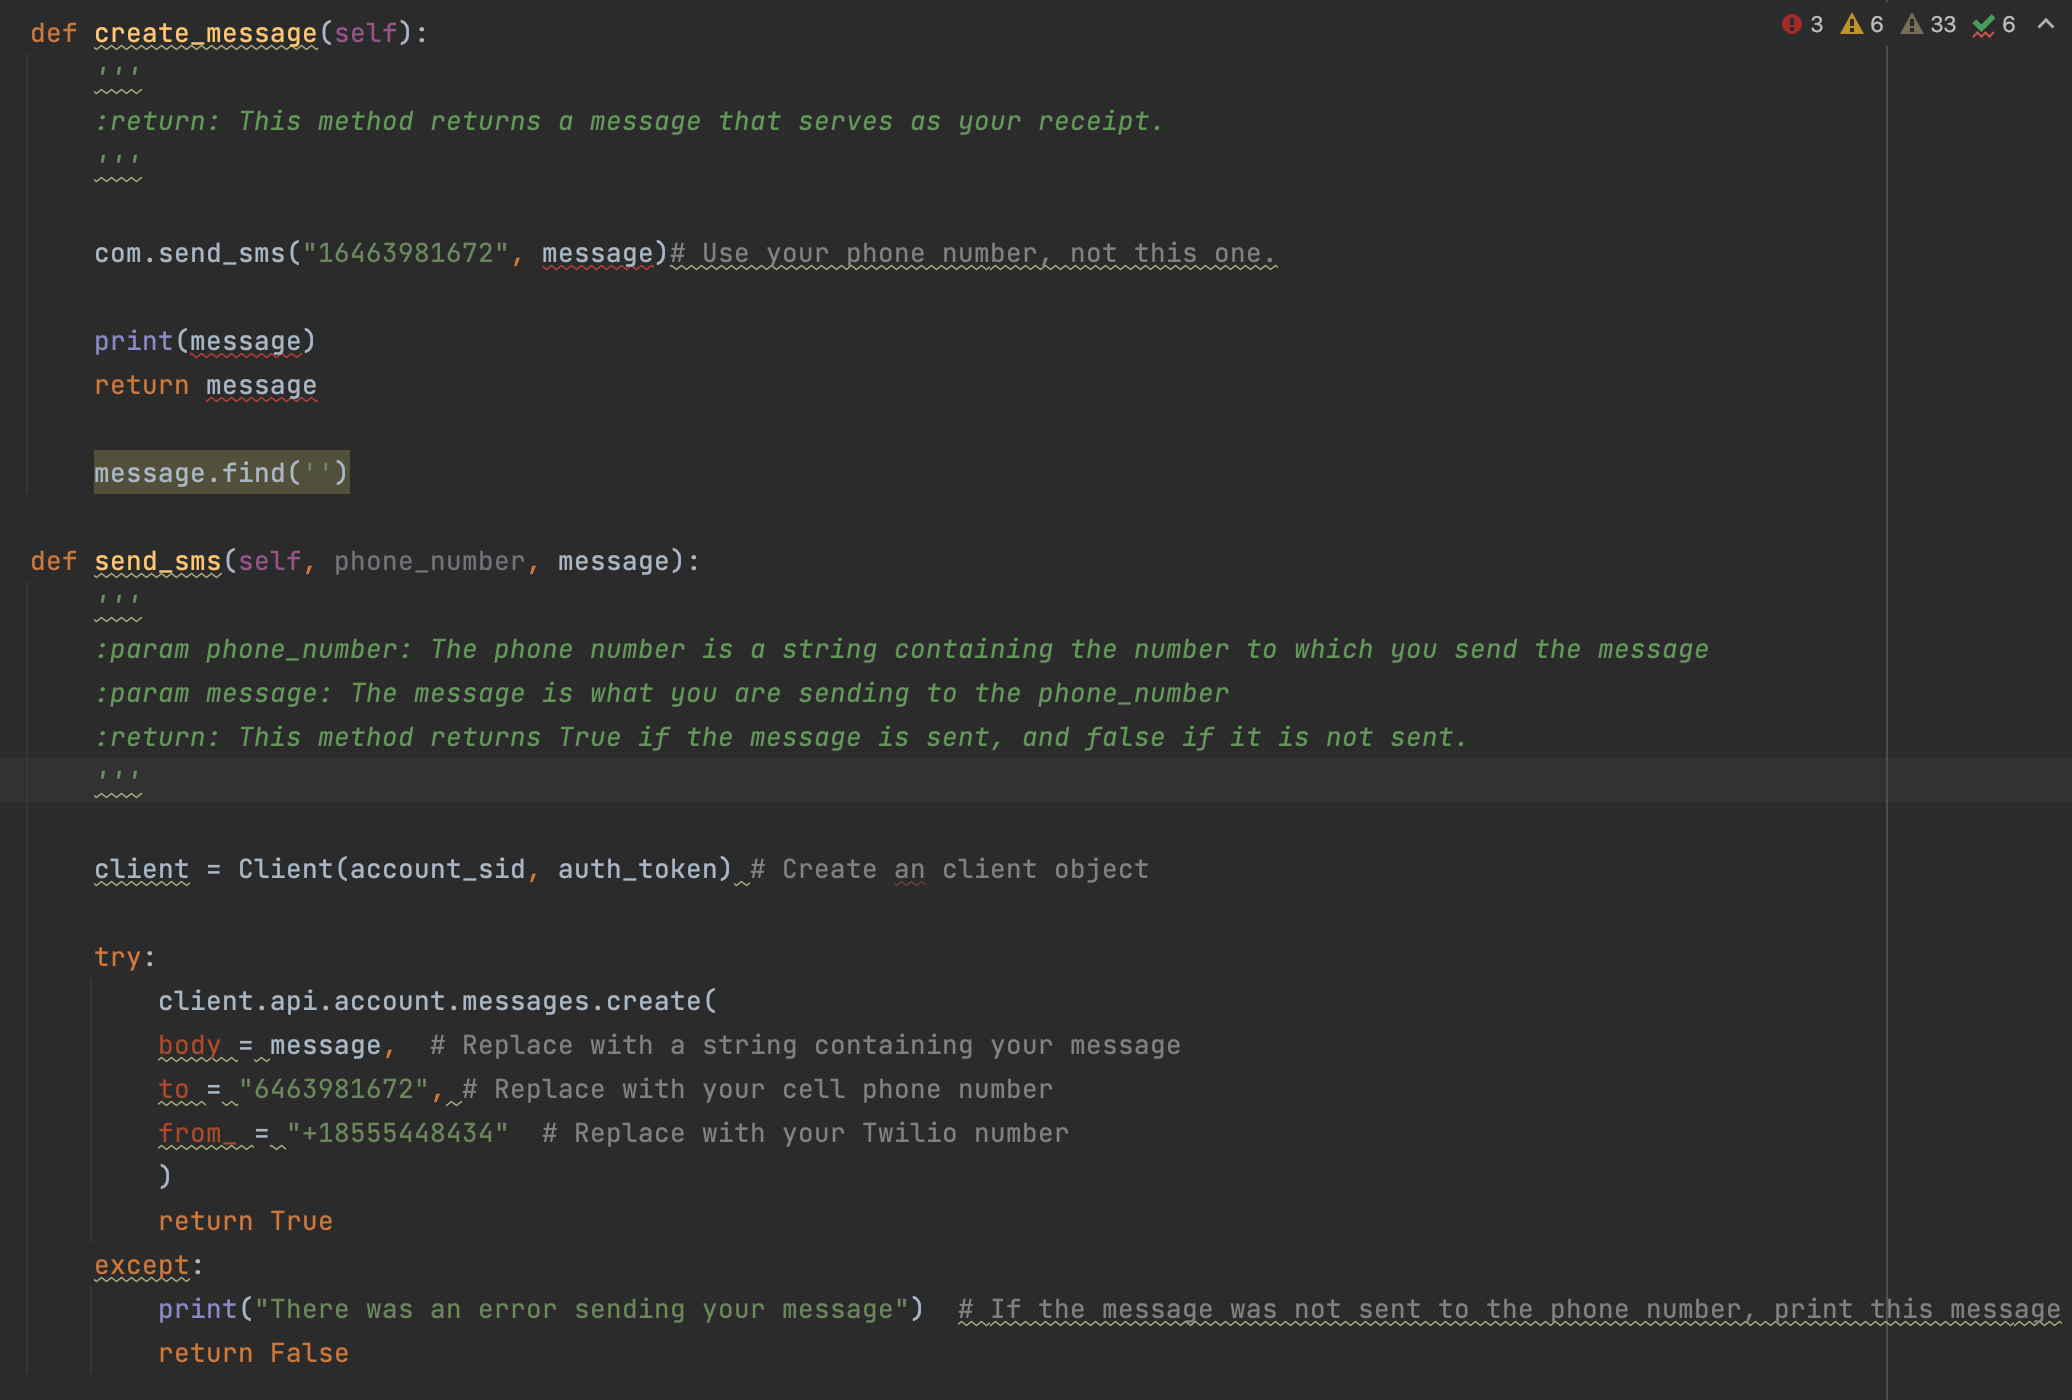 def create_message(self):
3 6 33 6
'''
:return: This method returns a message that serves as your receipt.
'''
com.send_sms("16463981672", message)# Use your phone number, not this one.
print(message)
return message
message.find('')
def send_sms(self, phone_number, message):
'''
:param phone_number: The phone number is a string containing the number to which you send the message
:param message: The message is what you are sending to the phone_number
:return: This method returns True if the message is sent, and false if it is not sent.
'''
client = Client(account_sid, auth_token) # Create an client object
try:
client.api.account.messages.create(
body = message,  # Replace with a string containing your message
to = "6463981672", # Replace with your cell phone number
from_ = "+18555448434"  # Replace with your Twilio number
)
return True
except:
print("There was an error sending your message")  # If the message was not sent to the phone number, print this message
return False